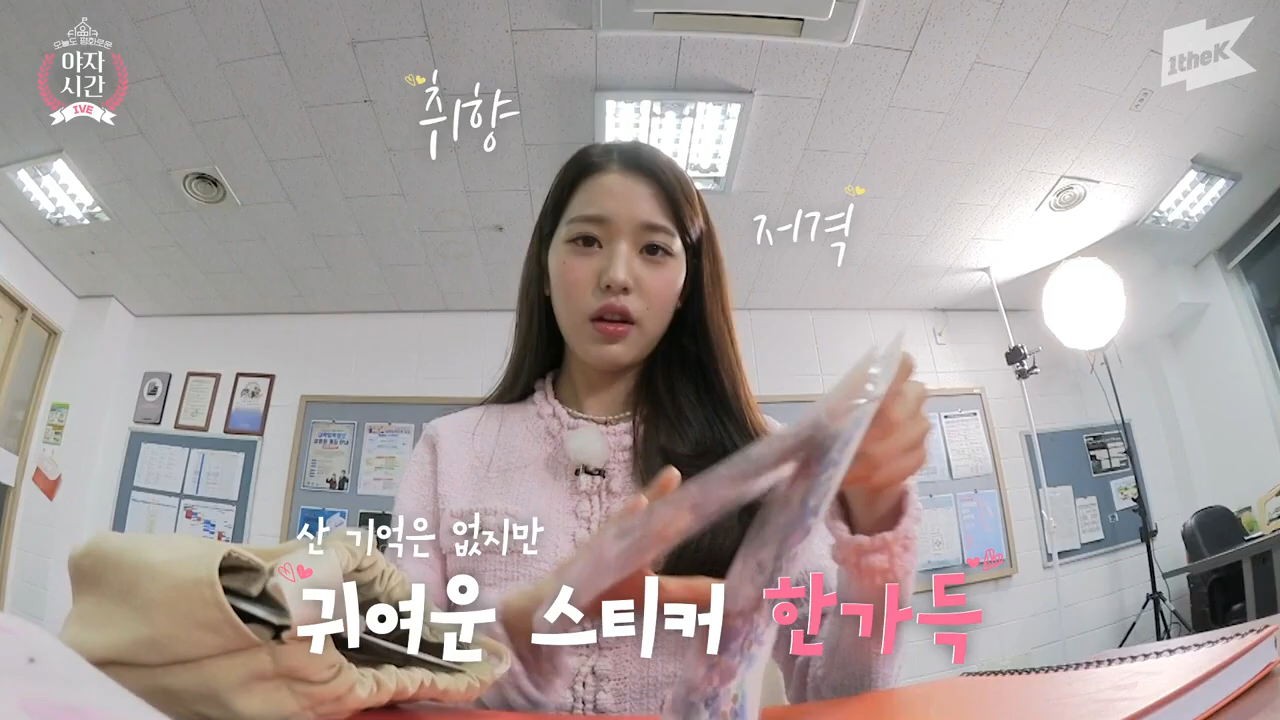 오늘도 평화로운
야자
시간
IVE
1theK
취향
저격
산 기억은 없지만
귀여운 스티커 한가득